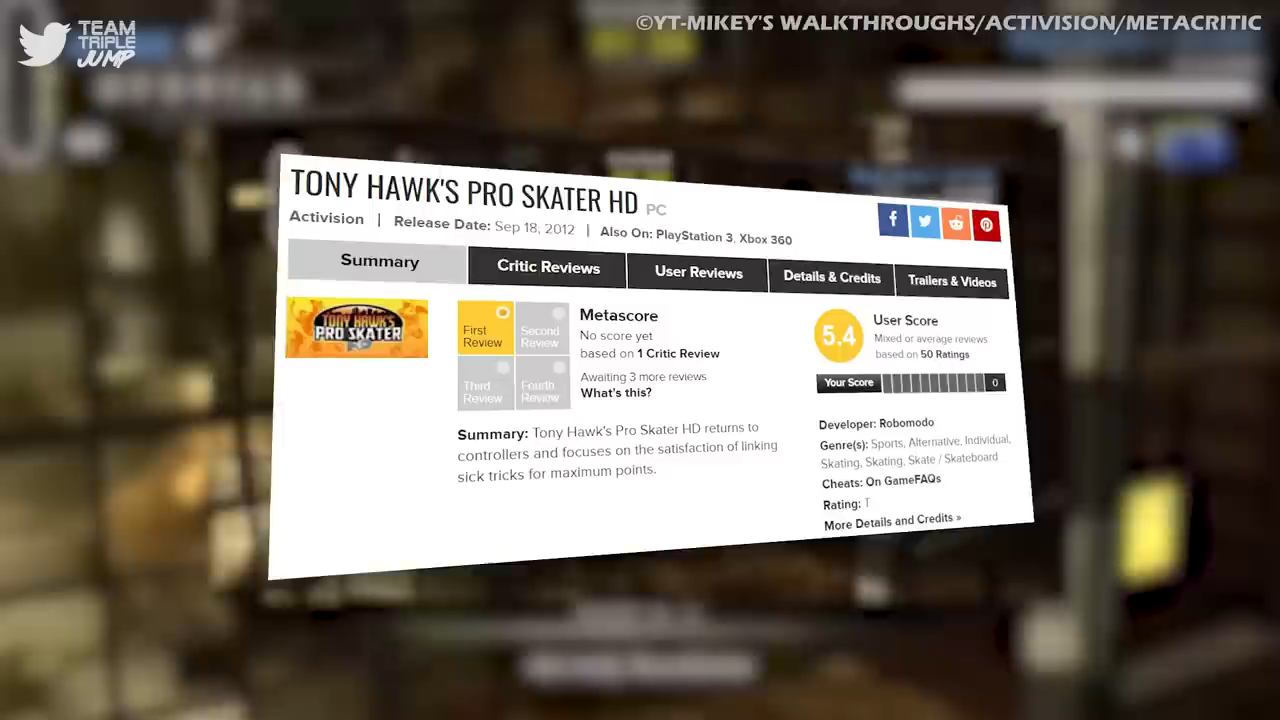 TEAM
TRIPLE
JUMP
©YT-MIKEY'S WALKTHROUGHS/ACTIVISION/METACRITIC
TONY HAWK'S PRO SKATER HD PC
Activision | Release Date: Sep 18, 2012 | Also On: PlayStation 3, Xbox 360
Summary
Critic Reviews
User Reviews
Details & Credits
Trailers & Videos
TONY HAWK'S
PRO SKATER
HD
First
Review
Second
Review
Third
Review
Fourth
Review
Metascore
No score yet
based on 1 Critic Review
Awaiting 3 more reviews
What's this?
Summary: Tony Hawk's Pro Skater HD returns to
controllers and focuses on the satisfaction of linking
sick tricks for maximum points.
5.4
User Score
Mixed or average reviews
based on 50 Ratings
Your Score
0
Developer: Robomodo
Genre(s): Sports, Alternative, Individual,
Skating, Skating, Skate / Skateboard
Cheats: On GameFAQs
Rating: T
More Details and Credits »